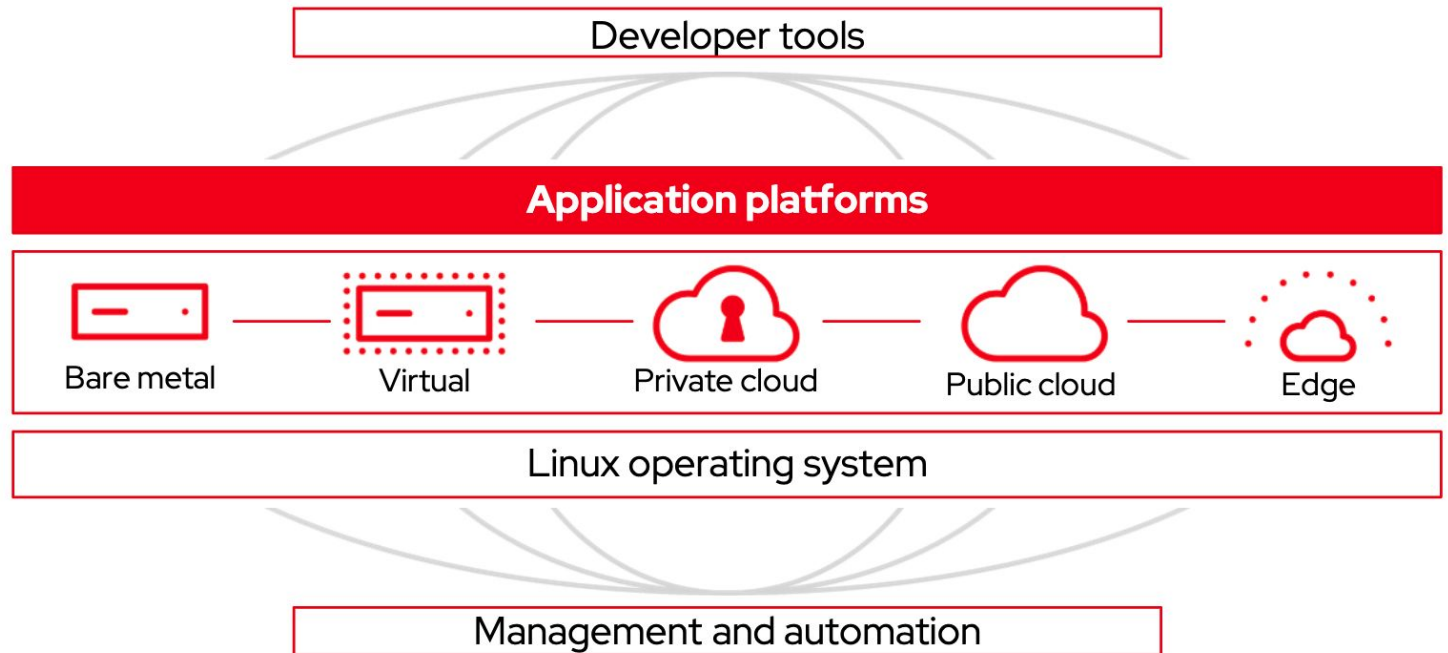 Developer tools
Application platforms
Bare metal
Virtual
Private cloud
Public cloud
Edge
Linux operating system
Management and automation